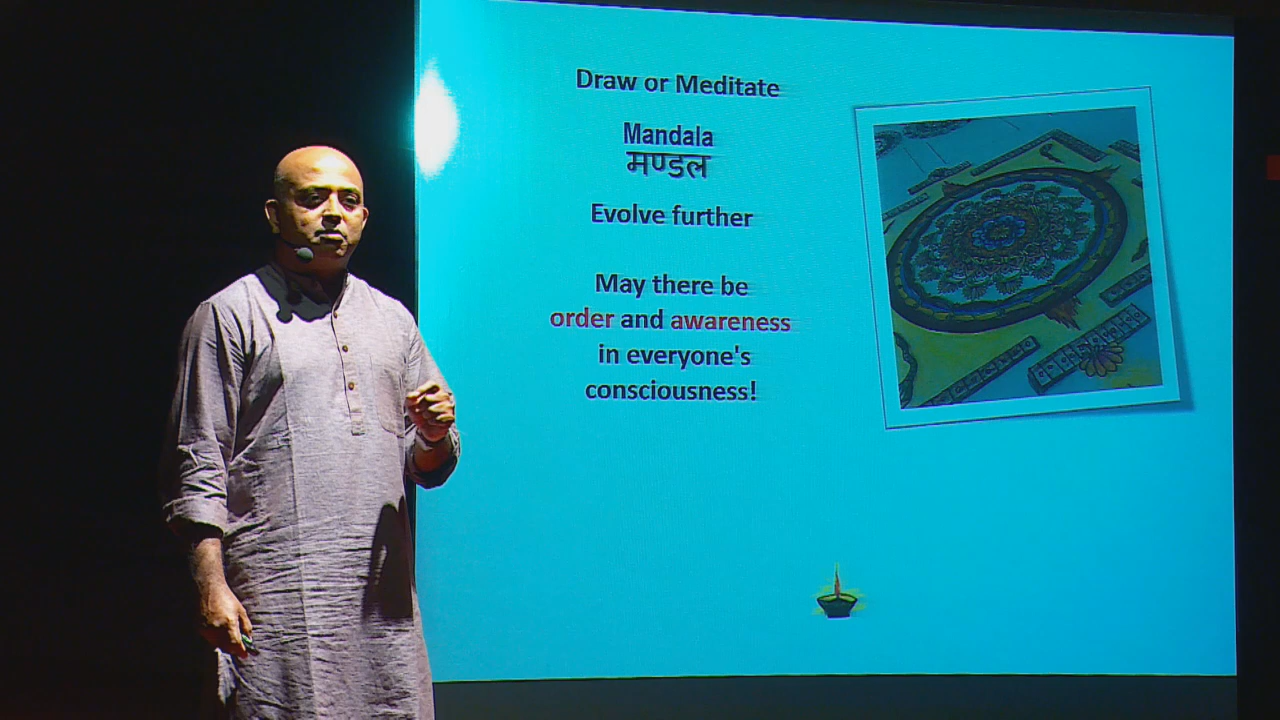 Draw or Meditate
Mandala
मण्डल
Evolve further
May there be
order and awareness
in everyone's
consciousness!